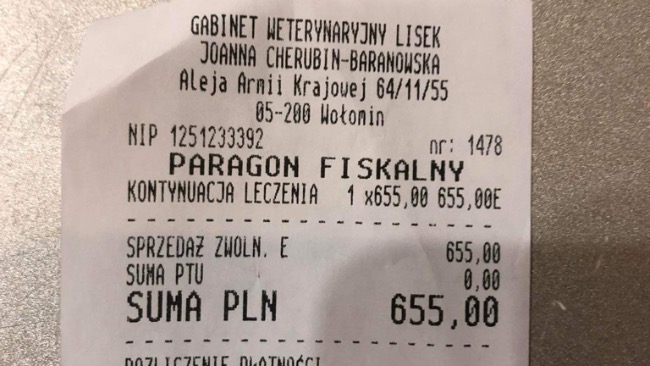 GABINET WETERYNARYJNY LISEK
JOANNA CHERUBIN-BARANOWSKA
Aleja Armii Krajowej 64/11/55
05-200 Wołomin
NIP 1251233392 nr: 1478
PARAGON FISKALNY
KONTYNUACJA LECZENIA 1 x655,00 655,00E
SPRZEDAŻ ZWOLN. E 655,00
SUMA PTU 0,00
SUMA PLN 655,00
ROZLICZENIE PŁATNOŚCI